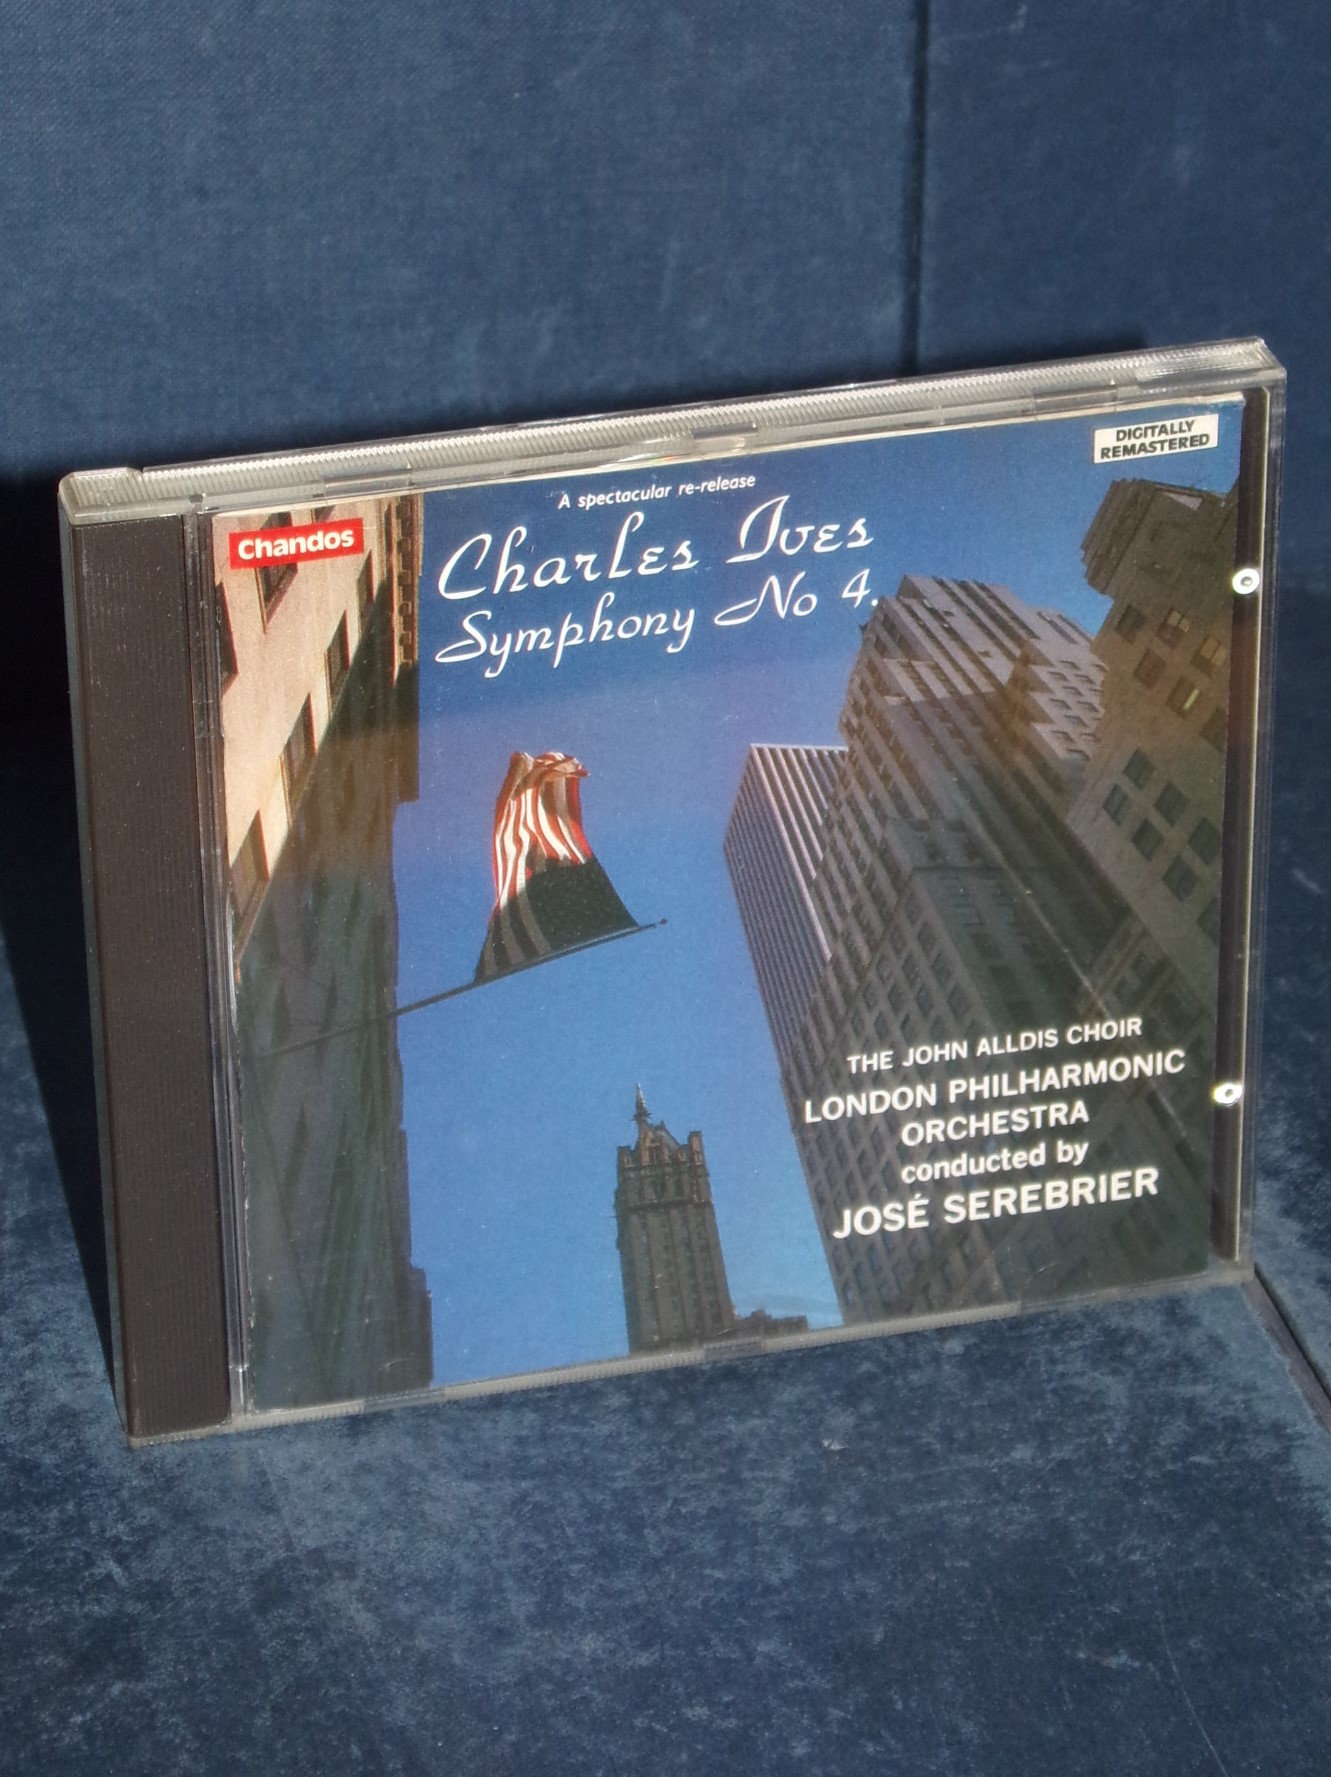 DIGITALLY
REMASTERED
A spectacular re-release
Chandos
Charles Ives
Symphony No 4.
THE JOHN ALLDIS CHOIR
LONDON PHILHARMONIC
ORCHESTRA
conducted by
JOSÉ SEREBRIER